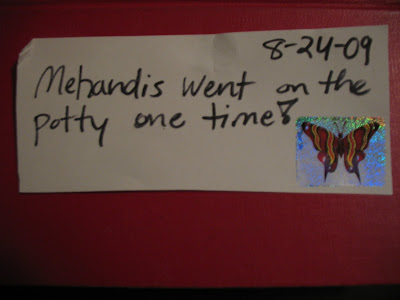 8-24-09
Mehandis went on the
potty one time!